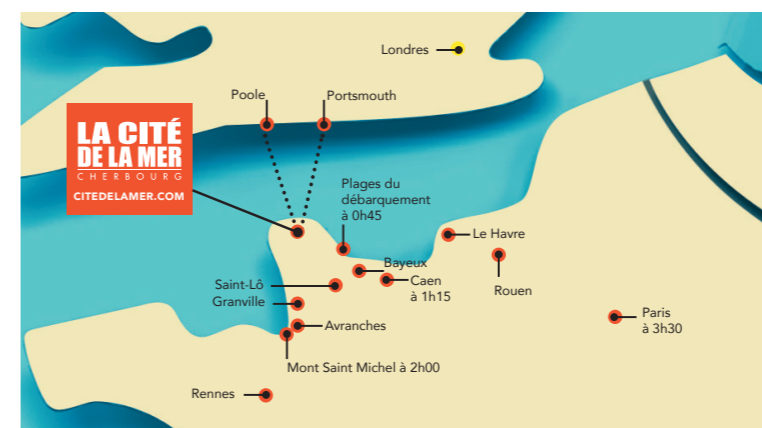 Londres
Poole
Portsmouth
LA CITÉ
DE LA MER
CHERBOURG
CITEDELAMER.COM
Plages du
débarquement
à 0h45
Le Havre
Bayeux
Saint-Lô
Caen
à 1h15
Rouen
Granville
Paris
à 3h30
Avranches
Mont Saint Michel à 2h00
Rennes